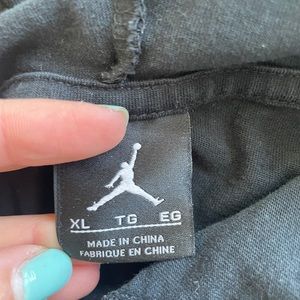 XL TG EG
MADE IN CHINA
FABRIQUE EN CHINE